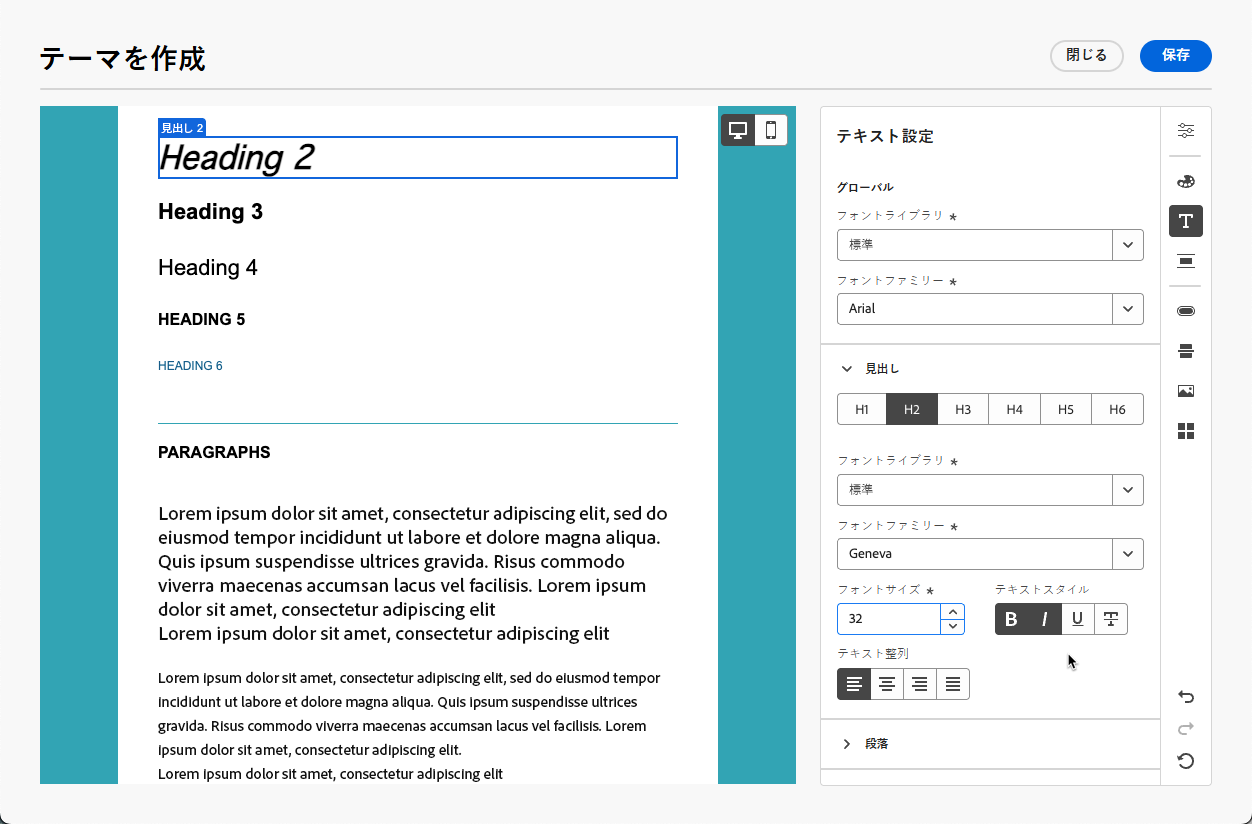 テーマを作成
閉じる
保存
見出し 2
Heading 2
Heading 3
Heading 4
HEADING 5
HEADING 6
PARAGRAPHS
Lorem ipsum dolor sit amet, consectetur adipiscing elit, sed do
eiusmod tempor incididunt ut labore et dolore magna aliqua.
Quis ipsum suspendisse ultrices gravida. Risus commodo
viverra maecenas accumsan lacus vel facilisis. Lorem ipsum
dolor sit amet, consectetur adipiscing elit
Lorem ipsum dolor sit amet, consectetur adipiscing elit
Lorem ipsum dolor sit amet, consectetur adipiscing elit, sed do eiusmod tempor
incididunt ut labore et dolore magna aliqua. Quis ipsum suspendisse ultrices
gravida. Risus commodo viverra maecenas accumsan lacus vel facilisis. Lorem
ipsum dolor sit amet, consectetur adipiscing elit.
Lorem ipsum dolor sit amet, consectetur adipiscing elit
テキスト設定
グローバル
フォントライブラリ *
標準
フォントファミリー *
Arial
見出し
H1 H2 H3 H4 H5 H6
フォントライブラリ *
標準
フォントファミリー *
Geneva
フォントサイズ * テキストスタイル
32 B I U T
テキスト整列
段落
T